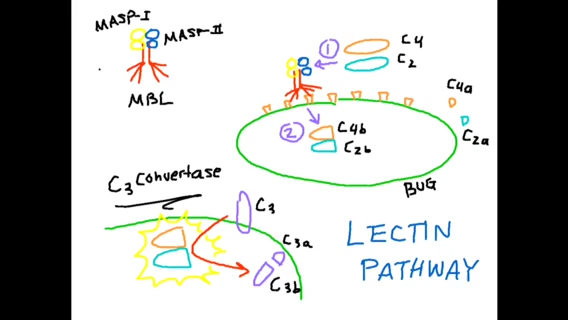 MASP-I
MASP-II
MBL
1
C4
C2
C4a
C2a
2
C4b
C2b
BUG
C3 Convertase
C3
C3a
C3b
LECTIN
PATHWAY